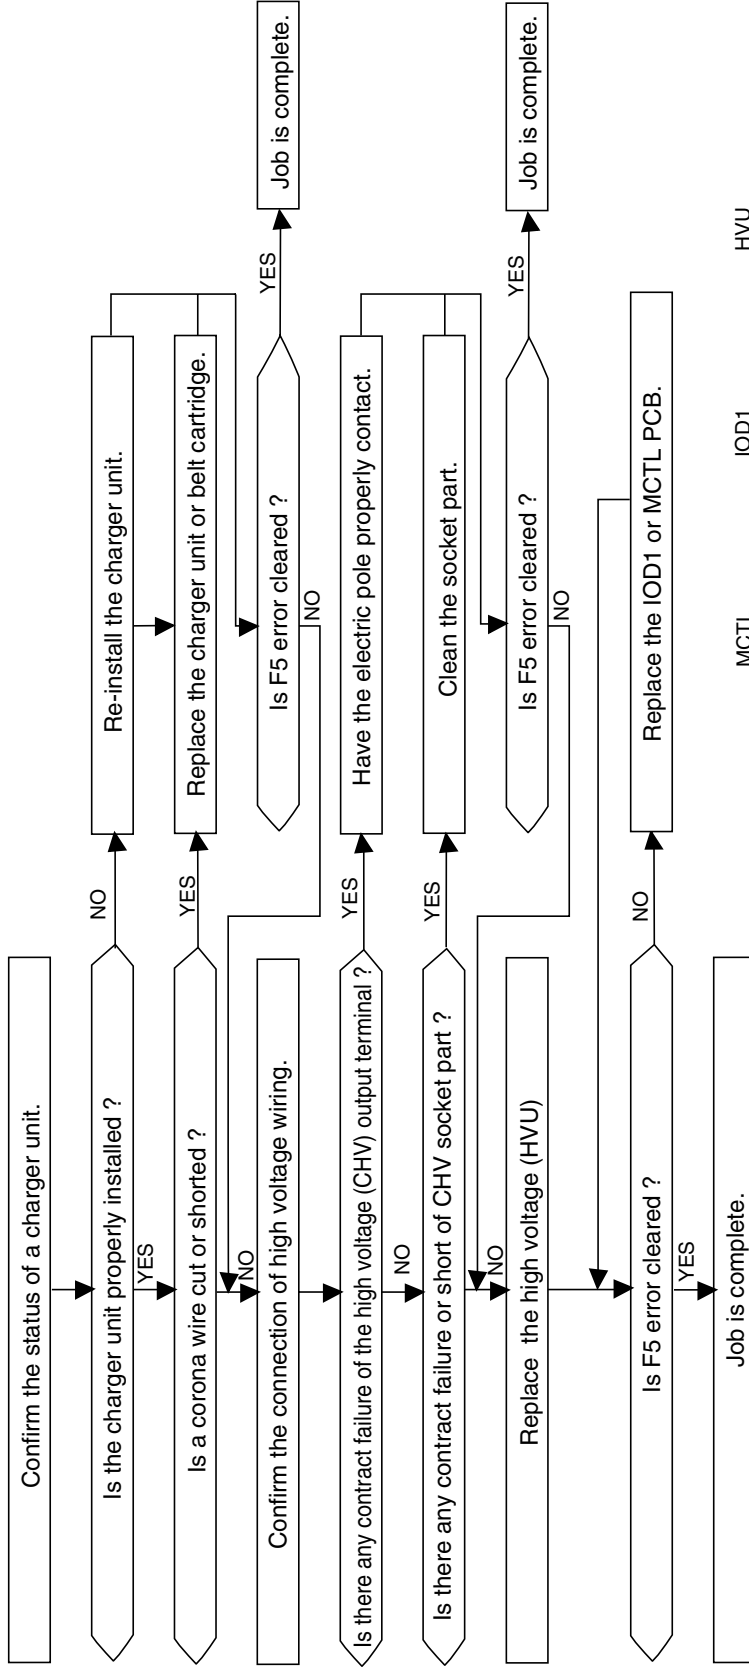 Confirm the status of a charger unit.
Is the charger unit properly installed ?
NO
Re-install the charger unit.
YES
Is a corona wire cut or shorted ?
YES
Replace the charger unit or belt cartridge.
NO
Is F5 error cleared ?
YES
Job is complete.
NO
Confirm the connection of high voltage wiring.
Is there any contract failure of the high voltage (CHV) output terminal ?
YES
Have the electric pole properly contact.
NO
Is there any contract failure or short of CHV socket part ?
YES
Clean the socket part.
NO
Is F5 error cleared ?
YES
Job is complete.
NO
Replace the high voltage (HVU)
Is F5 error cleared ?
NO
Replace the IOD1 or MCTL PCB.
YES
Job is complete.
MCTL
IOD1
HVU